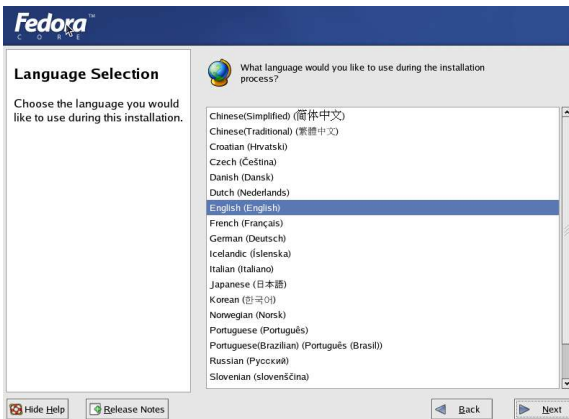 Fedora™
CORE
Language Selection
Choose the language you would
like to use during this installation.
What language would you like to use during the installation
process?
Chinese(Simplified) (简体中文)
Chinese(Traditional) (繁體中文)
Croatian (Hrvatski)
Czech (Čeština)
Danish (Dansk)
Dutch (Nederlands)
English (English)
French (Français)
German (Deutsch)
Icelandic (Íslenska)
Italian (Italiano)
Japanese (日本語)
Korean (한국어)
Norwegian (Norsk)
Portuguese (Português)
Portuguese(Brazilian) (Português (Brasil))
Russian (Русский)
Slovenian (slovenščina)
Hide Help
Release Notes
Back
Next